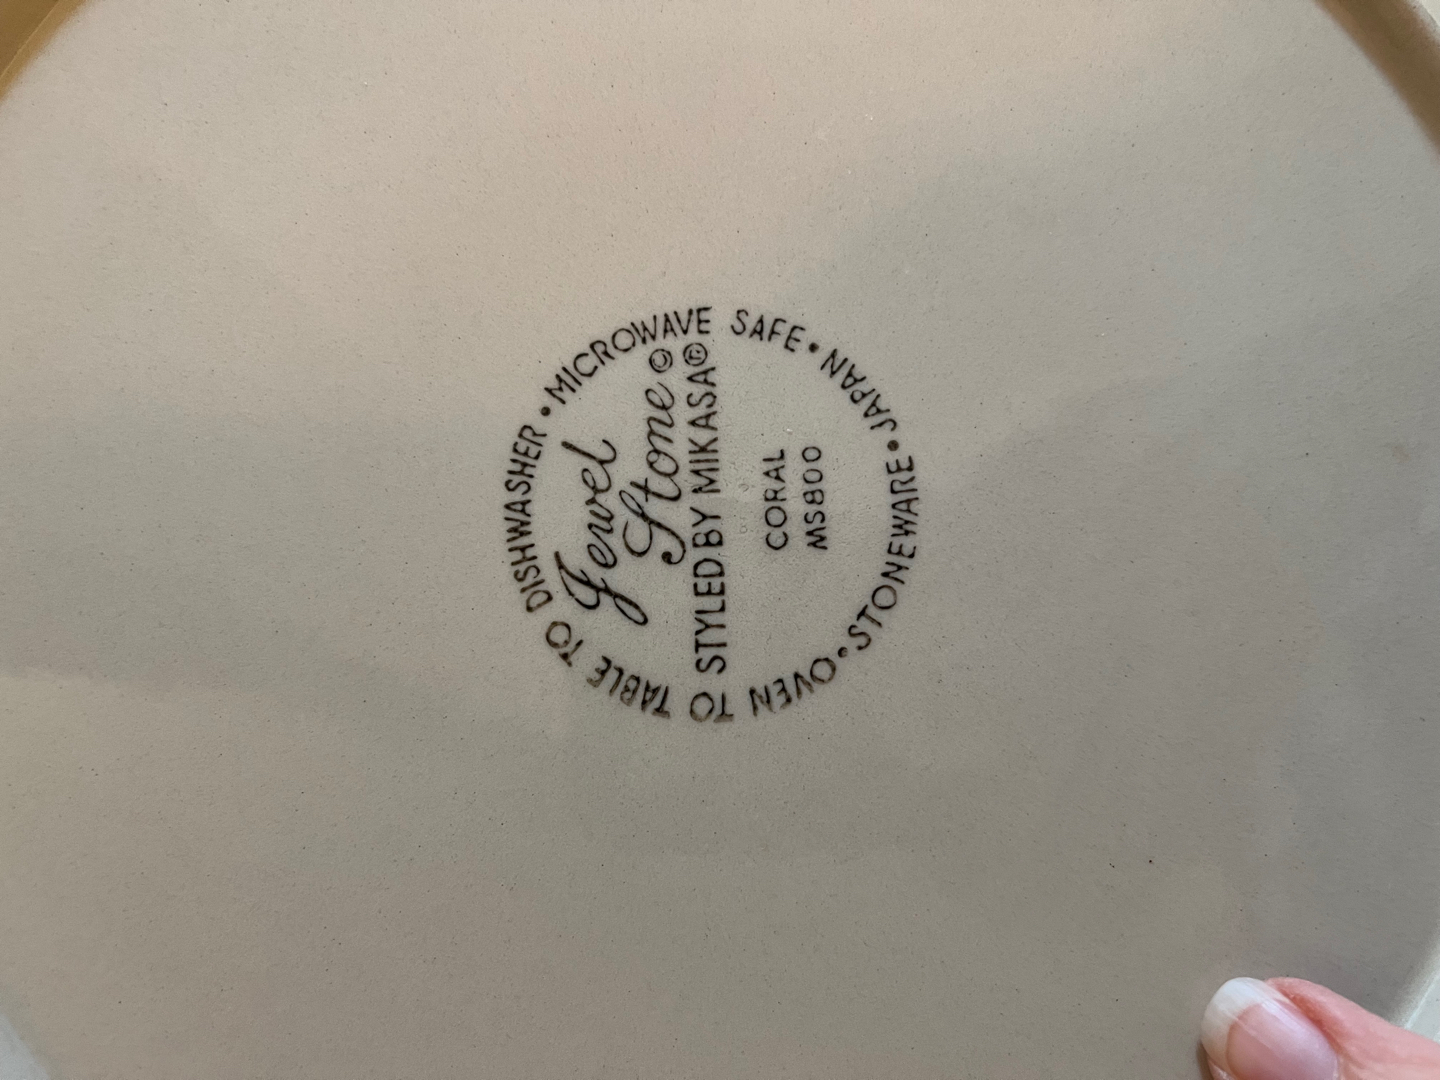 OVEN TO TABLE TO DISHWASHER • MICROWAVE SAFE • JAPAN • STONEWARE •
Jewel
Stone ©
STYLED BY MIKASA®
CORAL
MS800